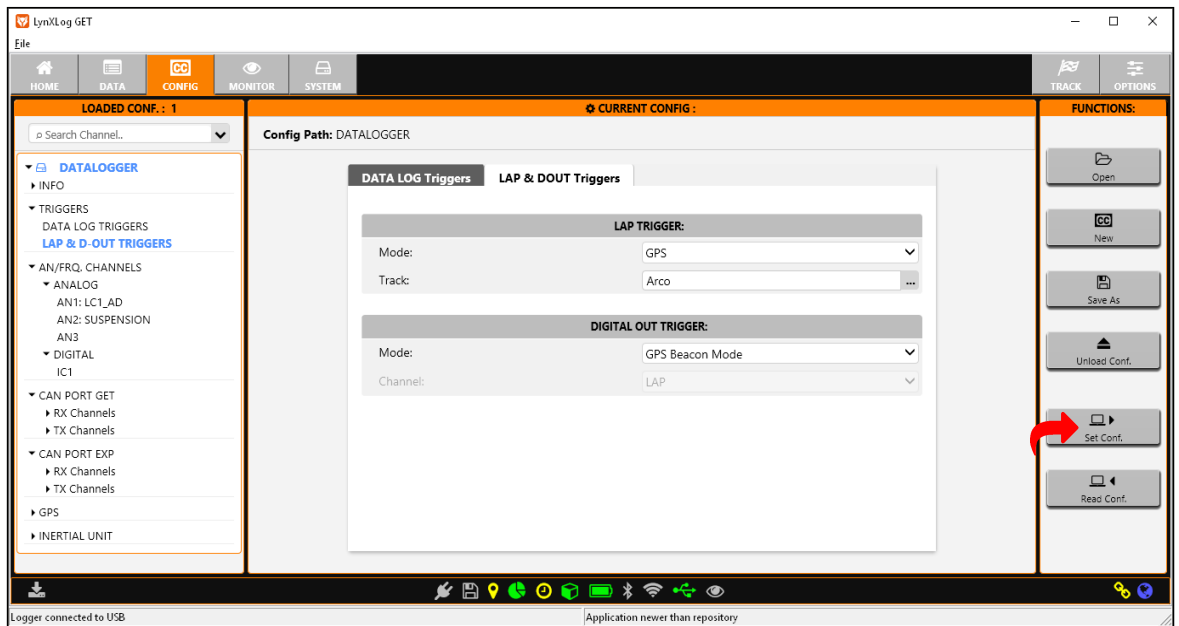 LynXLog GET
File
HOME DATA CONFIG MONITOR SYSTEM TRACK OPTIONS
LOADED CONF. : 1
Search Channel..
DATALOGGER
INFO
TRIGGERS
DATA LOG TRIGGERS
LAP & D-OUT TRIGGERS
AN/FRQ. CHANNELS
ANALOG
AN1: LC1_AD
AN2: SUSPENSION
AN3
DIGITAL
IC1
CAN PORT GET
RX Channels
TX Channels
CAN PORT EXP
RX Channels
TX Channels
GPS
INERTIAL UNIT
CURRENT CONFIG :
Config Path: DATALOGGER
DATA LOG Triggers LAP & DOUT Triggers
LAP TRIGGER:
Mode: GPS
Track: Arco ...
DIGITAL OUT TRIGGER:
Mode: GPS Beacon Mode
Channel: LAP
FUNCTIONS:
Open
CC
New
Save As
Unload Conf.
Set Conf.
Read Conf.
Logger connected to USB
Application newer than repository